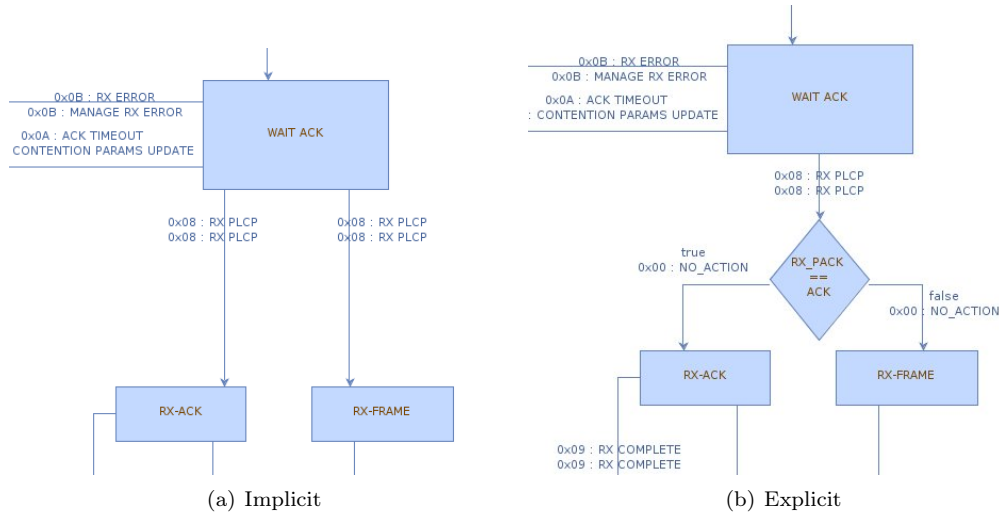 0x0B : RX ERROR
0x0B : MANAGE RX ERROR
0x0A : ACK TIMEOUT
CONTENTION PARAMS UPDATE
WAIT ACK
0x08 : RX PLCP
0x08 : RX PLCP
0x08 : RX PLCP
0x08 : RX PLCP
RX-ACK
RX-FRAME
(a) Implicit
0x0B : RX ERROR
0x0B : MANAGE RX ERROR
0x0A : ACK TIMEOUT
: CONTENTION PARAMS UPDATE
WAIT ACK
0x08 : RX PLCP
0x08 : RX PLCP
RX_PACK
==
ACK
true
0x00 : NO_ACTION
false
0x00 : NO_ACTION
RX-ACK
RX-FRAME
0x09 : RX COMPLETE
0x09 : RX COMPLETE
(b) Explicit